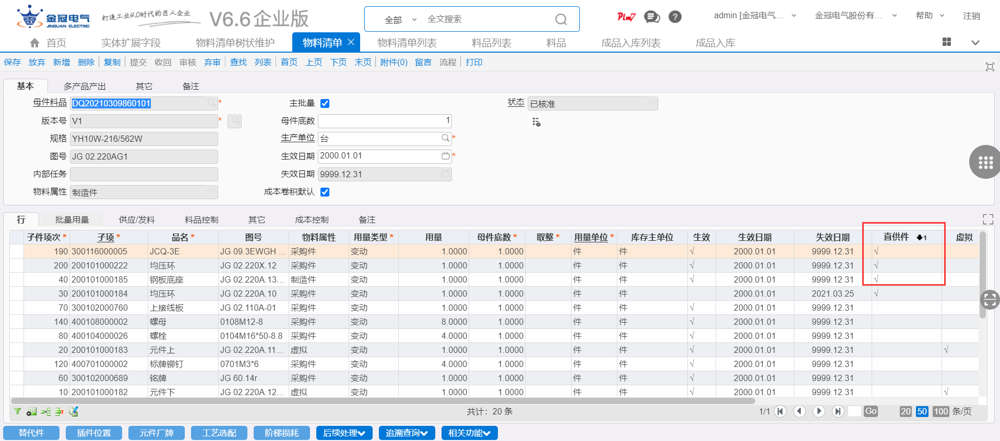 金冠电气 JINGUAN ELECTRIC 打造工业4.0时代的匠人企业 V6.6企业版 全部 全文搜索 Plm7 ? admin [金冠电气... 金冠电气股份有... 帮助 注销
首页 实体扩展字段 物料清单树状维护 物料清单 物料清单列表 料品列表 料品 成品入库列表 成品入库
保存 放弃 新增 删除 复制 提交 收回 审核 弃审 查找 列表 首页 上页 下页 末页 附件(0) 留言 流程 打印
基本 多产品产出 其它 备注
母件料品 DQ20210309860101 * 主批量 状态 已核准
版本号 V1 * 母件底数 1
规格 YH10W-216/562W 生产单位 台 *
图号 JG 02.220AG1 生效日期 2000.01.01 *
内部任务 失效日期 9999.12.31
物料属性 制造件 成本卷积默认
行 批量用量 供应/发料 料品控制 其它 成本控制 备注
子件项次 * 子项 * 品名 * 图号 物料属性 用量类型 * 用量 母件底数 * 取整 * 用量单位 * 库存主单位 生效 生效日期 失效日期 直供件 1 虚拟
190 300116000005 JCQ-3E JG 09.3EWGH ... 采购件 变动 1.0000 1.0000 件 件 √ 2000.01.01 9999.12.31 √
200 200101000222 均压环 JG 02.220X.12 采购件 变动 1.0000 1.0000 件 件 √ 2000.01.01 9999.12.31 √
40 200101000185 钢板底座 JG 02.220A.13... 制造件 变动 1.0000 1.0000 件 件 √ 2000.01.01 9999.12.31 √
30 200101000184 均压环 JG 02.220A.10 采购件 变动 1.0000 1.0000 件 件 2000.01.01 2021.03.25 √
70 300102000760 上接线板 JG 02.110A-01 采购件 变动 1.0000 1.0000 件 件 √ 2000.01.01 9999.12.31
140 400108000002 螺母 0108M12-8 采购件 变动 8.0000 1.0000 件 件 √ 2000.01.01 9999.12.31
80 400104000026 螺栓 0104M16*50-8.8 采购件 变动 4.0000 1.0000 件 件 √ 2000.01.01 9999.12.31
20 200101000183 元件上 JG 02.220A.11... 虚拟 变动 1.0000 1.0000 件 件 √ 2000.01.01 9999.12.31 √
120 400701000002 标牌铆钉 0701M3*6 采购件 变动 4.0000 1.0000 件 件 √ 2000.01.01 9999.12.31
60 300102000689 铭牌 JG 60.14r 采购件 变动 1.0000 1.0000 件 件 √ 2000.01.01 9999.12.31
10 200101000182 元件下 JG 02.220A.12... 虚拟 变动 1.0000 1.0000 件 件 √ 2000.01.01 9999.12.31 √
共计：20 条 1/1 Go 20 50 100 条/页
替代件 插件位置 元件厂牌 工艺选配 阶梯损耗 后续处理 追溯查询 相关功能